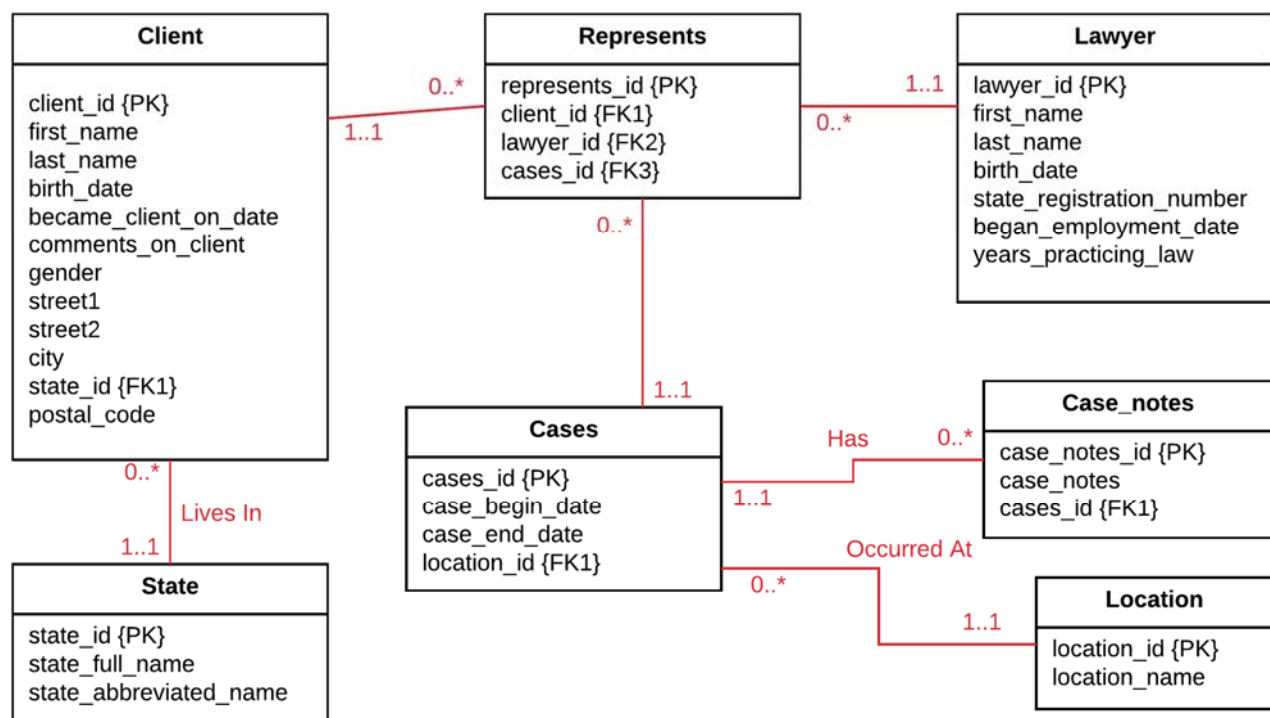 Client
client_id {PK}
first_name
last_name
birth_date
became_client_on_date
comments_on_client
gender
street1
street2
city
state_id {FK1}
postal_code
0..*
1..1
Represents
represents_id {PK}
client_id {FK1}
lawyer_id {FK2}
cases_id {FK3}
1..1
0..*
Lawyer
lawyer_id {PK}
first_name
last_name
birth_date
state_registration_number
began_employment_date
years_practicing_law
0..*
1..1
0..*
Lives In
1..1
State
state_id {PK}
state_full_name
state_abbreviated_name
Cases
cases_id {PK}
case_begin_date
case_end_date
location_id {FK1}
Has
0..*
1..1
Case_notes
case_notes_id {PK}
case_notes
cases_id {FK1}
Occurred At
0..*
1..1
Location
location_id {PK}
location_name